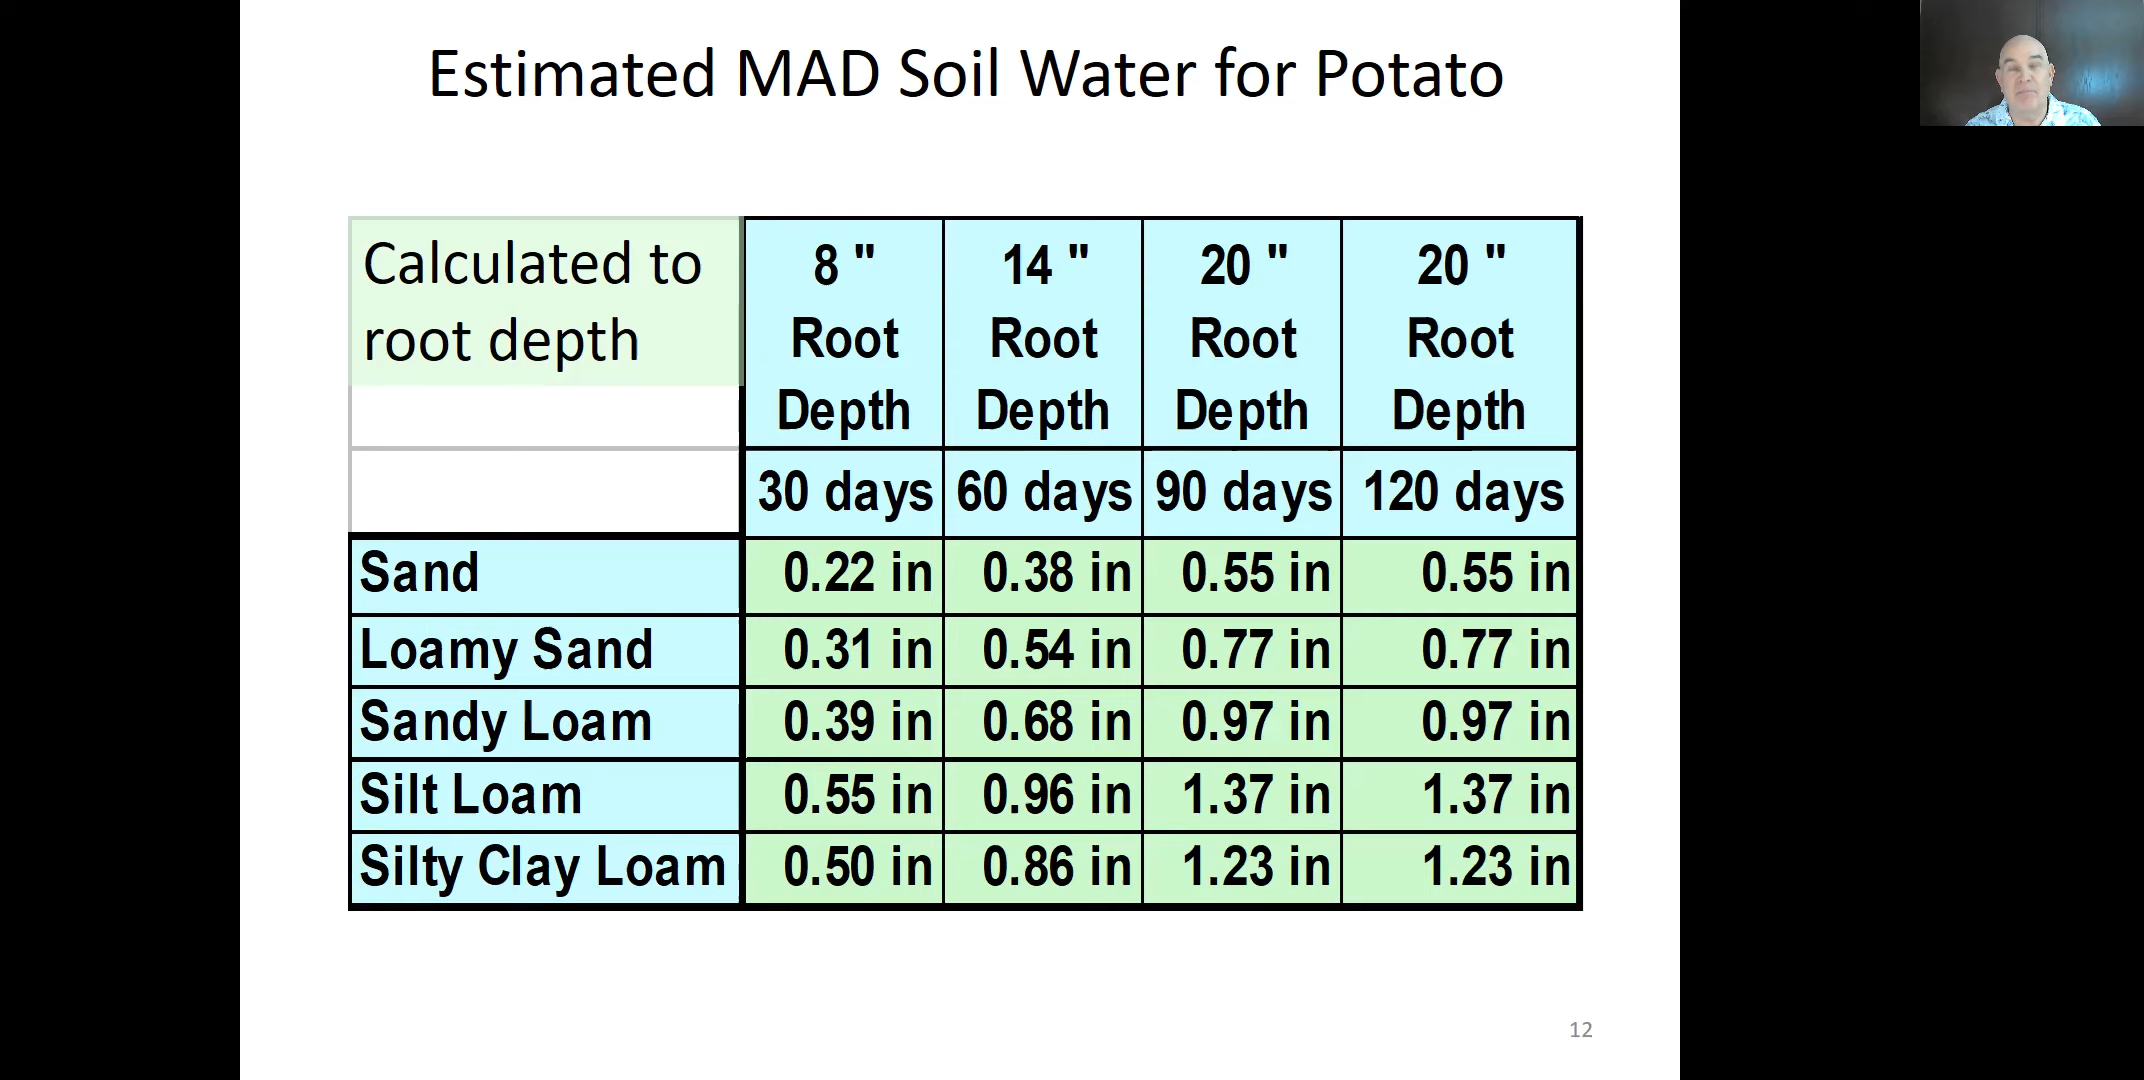 Estimated MAD Soil Water for Potato
Calculated to
root depth
8 " 14 " 20 " 20 "
Root Root Root Root
Depth Depth Depth Depth
30 days 60 days 90 days 120 days
Sand 0.22 in 0.38 in 0.55 in 0.55 in
Loamy Sand 0.31 in 0.54 in 0.77 in 0.77 in
Sandy Loam 0.39 in 0.68 in 0.97 in 0.97 in
Silt Loam 0.55 in 0.96 in 1.37 in 1.37 in
Silty Clay Loam 0.50 in 0.86 in 1.23 in 1.23 in
12